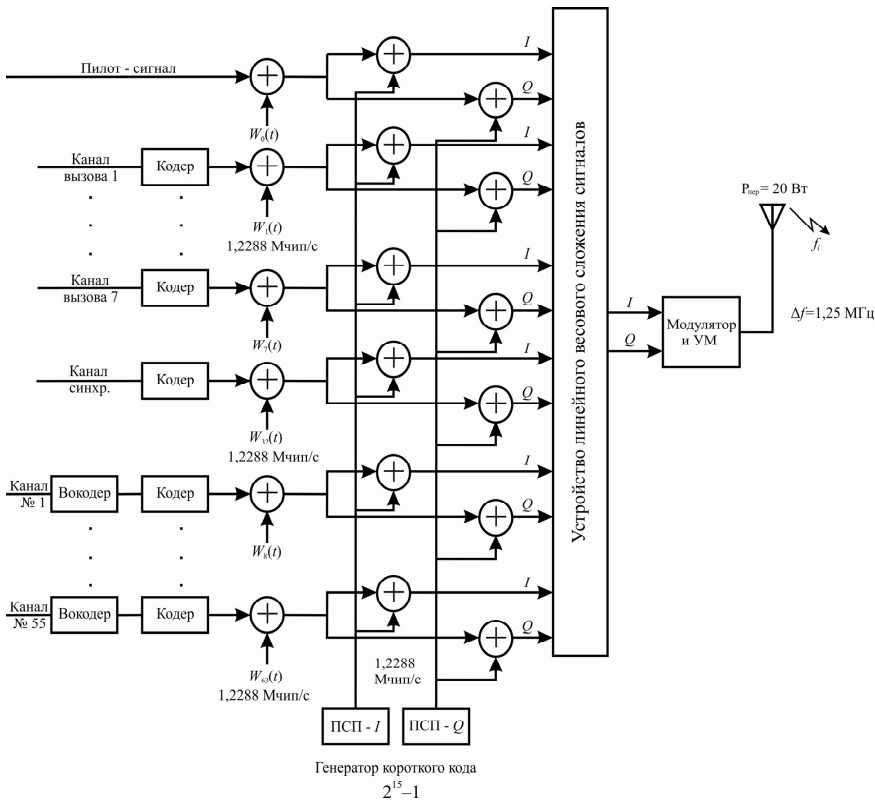 Пилот - сигнал
W₀(t)
I
Q
Канал
вызова 1
Кодер
W₁(t)
1,2288 Мчип/с
I
Q
Канал
вызова 7
Кодер
W₇(t)
I
Q
Канал
синхр.
Кодер
W₃₂(t)
1,2288 Мчип/с
I
Q
Канал
№ 1
Вокодер
Кодер
W₈(t)
I
Q
Канал
№ 55
Вокодер
Кодер
W₆₃(t)
1,2288 Мчип/с
I
Q
1,2288
Мчип/с
ПСП - I
ПСП - Q
Генератор короткого кода
2¹⁵–1
Устройство линейного весового сложения сигналов
I
Q
Модулятор
и УМ
Pпер= 20 Вт
fᵢ
Δf=1,25 МГц